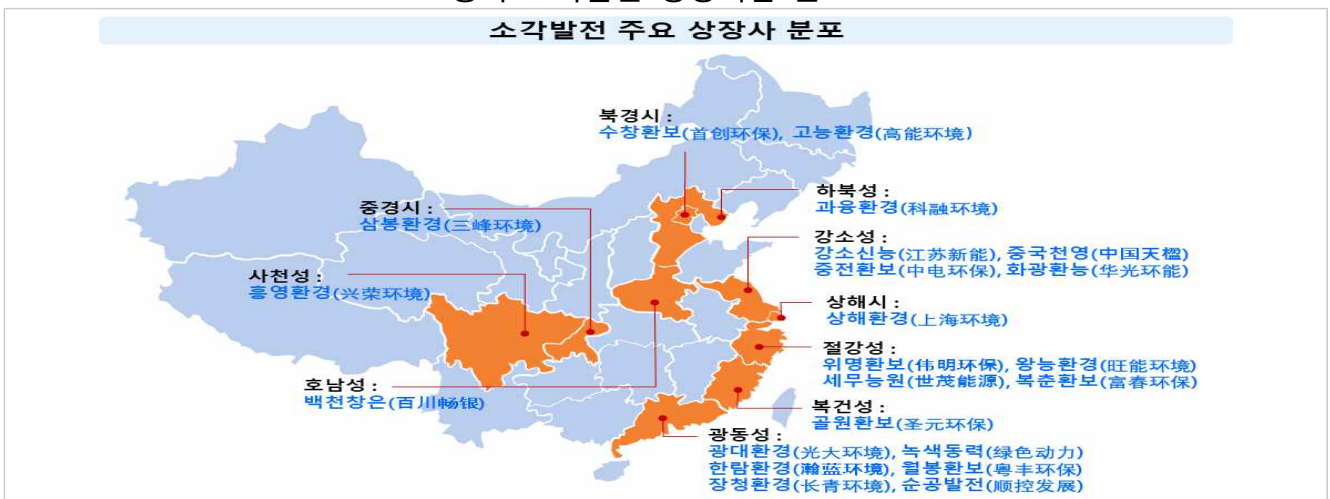 소각발전 주요 상장사 분포
북경시 :
수창환보(首创环保), 고능환경(高能环境)
하북성 :
과융환경(科融环境)
중경시 :
삼봉환경(三峰环境)
강소성 :
강소신능(江苏新能), 중국천영(中国天楹)
중전환보(中电环保), 화광환능(华光环能)
사천성 :
흥영환경(兴荣环境)
상해시 :
상해환경(上海环境)
절강성 :
위명환보(伟明环保), 왕능환경(旺能环境)
세무능원(世茂能源), 복춘환보(富春环保)
호남성 :
백천창은(百川畅银)
복건성 :
골원환보(圣元环保)
광동성 :
광대환경(光大环境), 녹색동력(绿色动力)
한람환경(瀚蓝环境), 월봉환보(粤丰环保)
장청환경(长青环境), 순공발전(顺控发展)